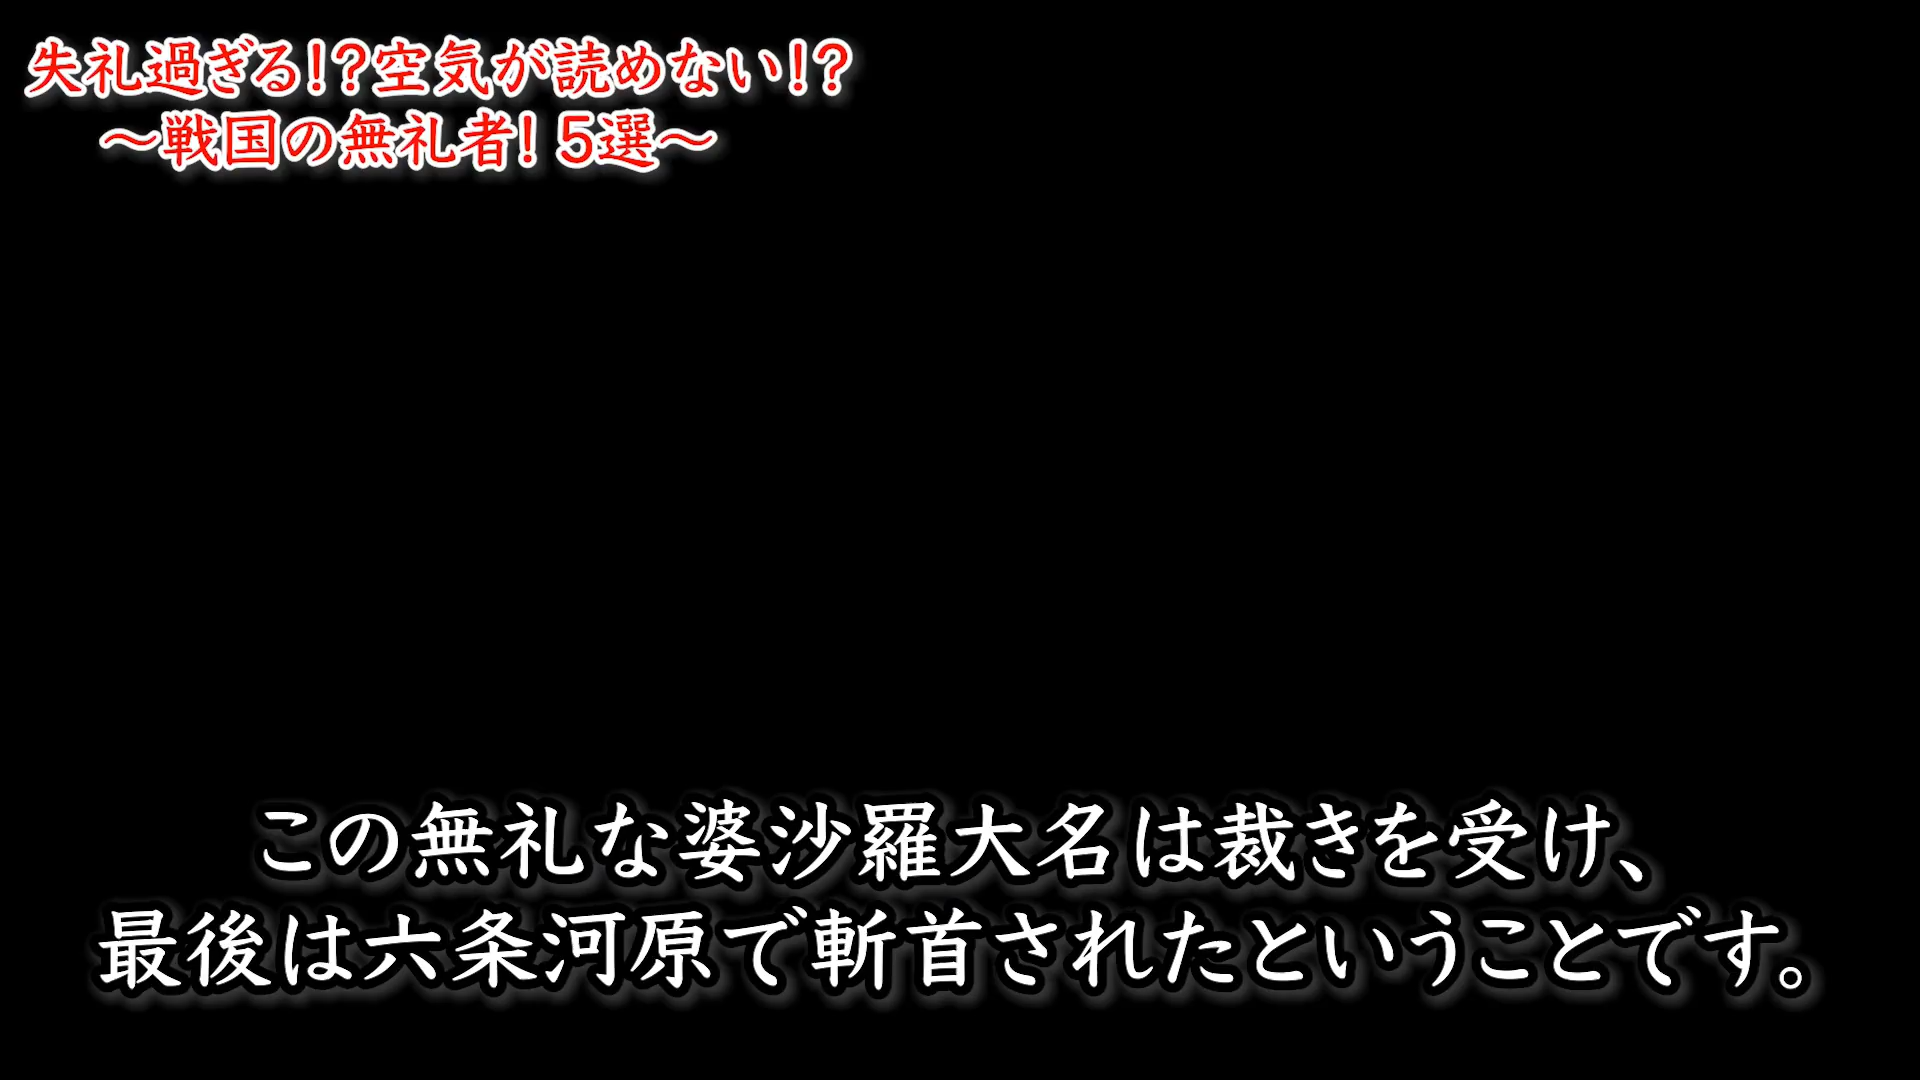 失礼過ぎる!?空気が読めない!?
～戦国の無礼者! 5選～
この無礼な婆沙羅大名は裁きを受け、
最後は六条河原で斬首されたということです。